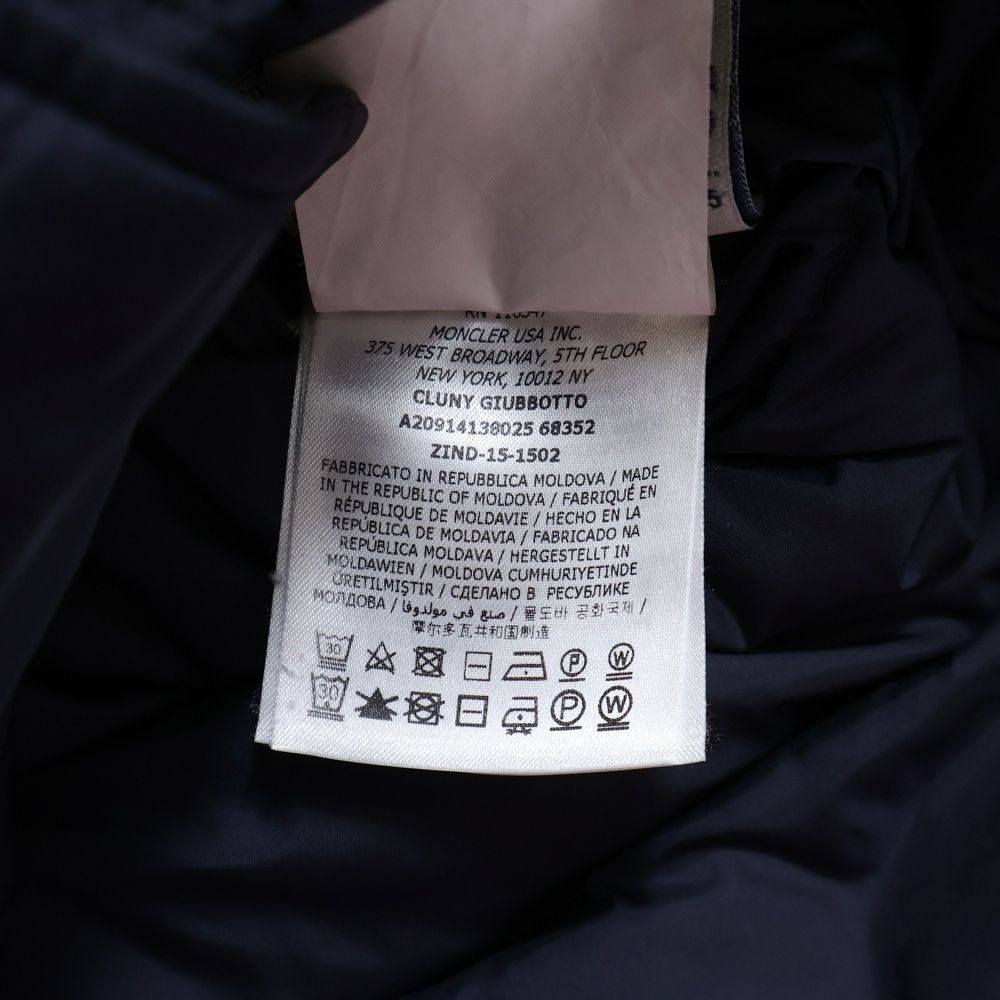 RN 116347
MONCLER USA INC.
375 WEST BROADWAY, 5TH FLOOR
NEW YORK, 10012 NY
CLUNY GIUBBOTTO
A20914138025 68352
ZIND-15-1502
FABBRICATO IN REPUBBLICA MOLDOVA / MADE
IN THE REPUBLIC OF MOLDOVA / FABRIQUÉ EN
RÉPUBLIQUE DE MOLDAVIE / HECHO EN LA
REPÚBLICA DE MOLDAVIA / FABRICADO NA
REPÚBLICA MOLDAVA / HERGESTELLT IN
MOLDAWIEN / MOLDOVA CUMHURIYETINDE
ÜRETILMIŞTIR / СДЕЛАНО В РЕСУБЛИКЕ
МОЛДОВА / صنع في مولدوفا / 몰도바 공화국제 /
摩尔多瓦共和国制造
30 P W
30 P W